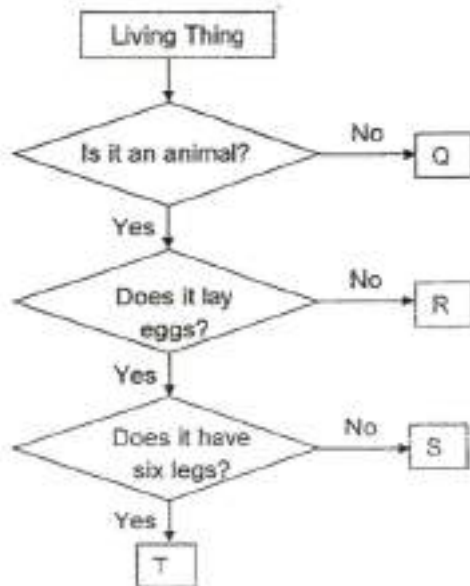 Living Thing
Is it an animal?
No
Q
Yes
Does it lay
eggs?
No
R
Yes
Does it have
six legs?
No
S
Yes
T